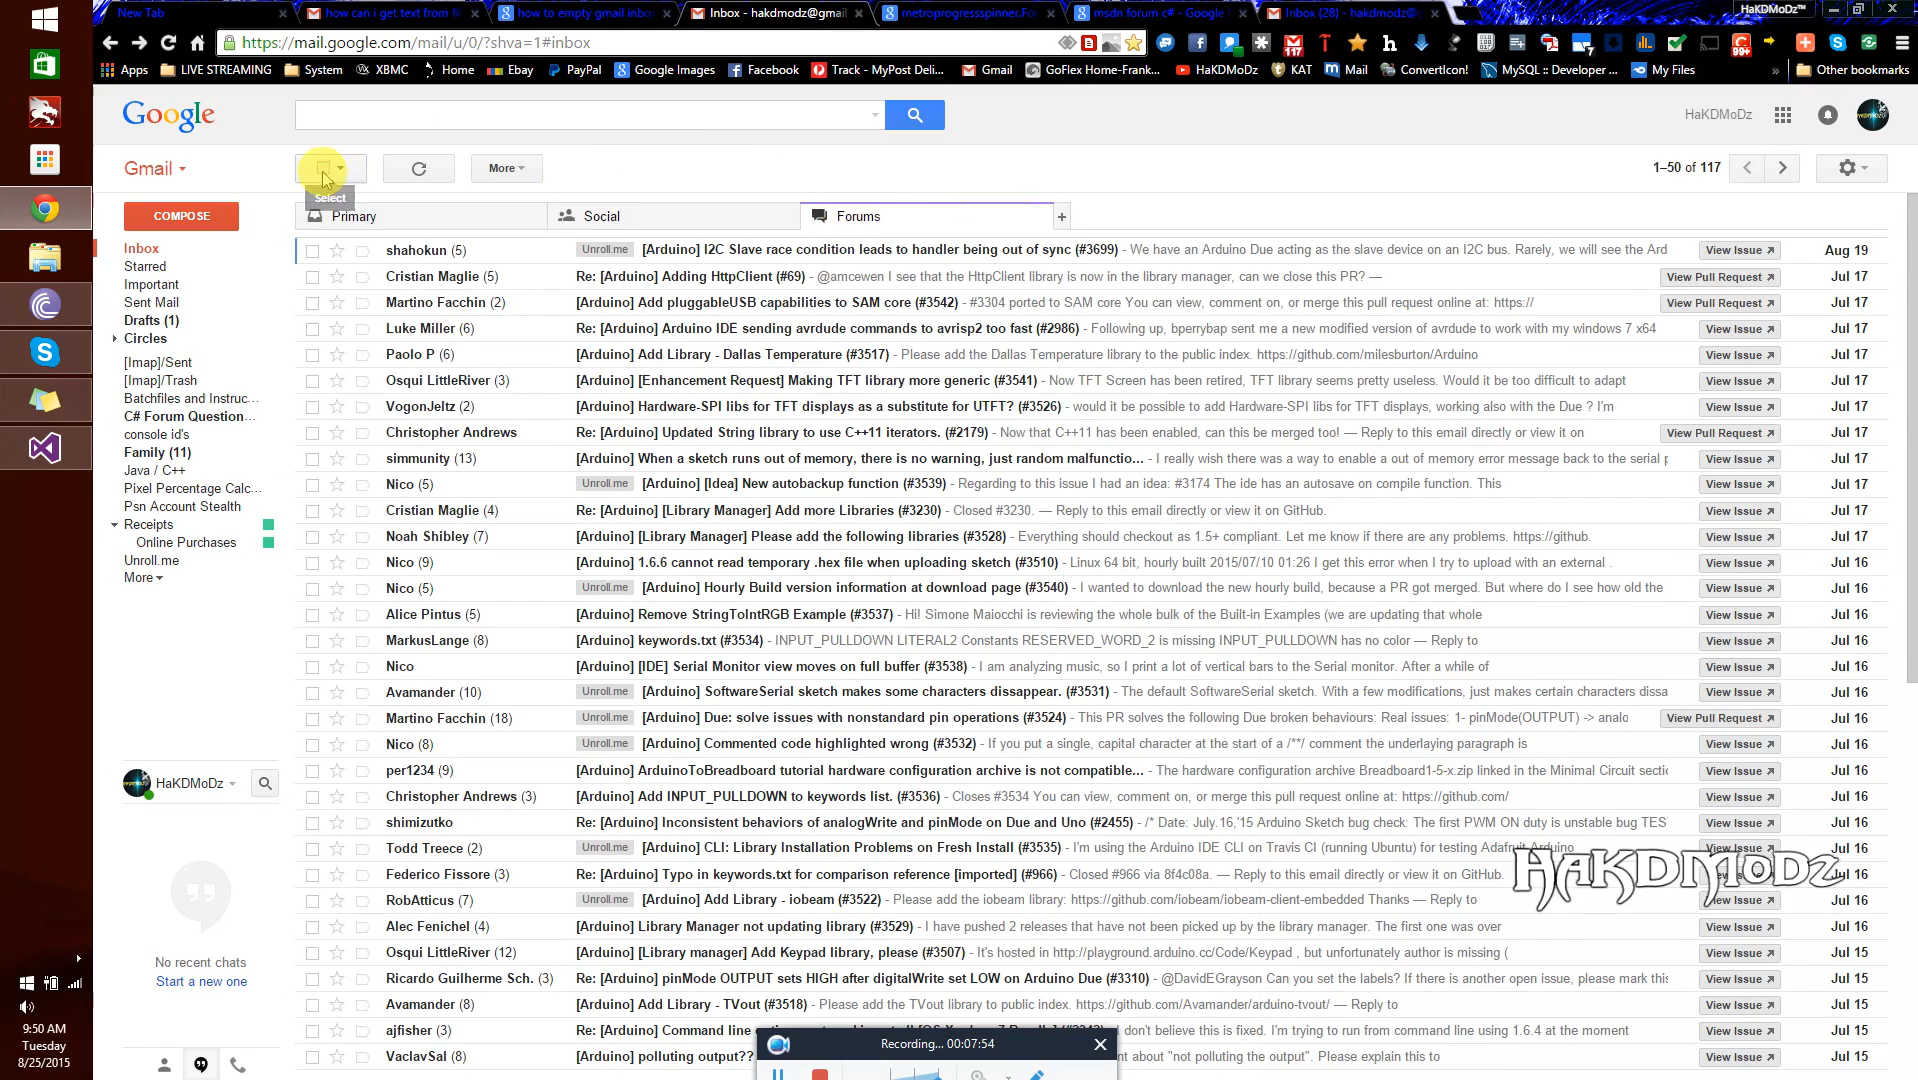 New Tab
how can i get text from fil
how to empty gmail inbox
Inbox - hakdmodz@gmail
metroprogressspinner.For
msdn forum c# - Google
Inbox (28) - hakdmodz@
HaKDMoDz™
https://mail.google.com/mail/u/0/?shva=1#inbox
Apps LIVE STREAMING System XBMC Home Ebay PayPal Google Images Facebook Track - MyPost Deli... Gmail GoFlex Home-Frank... HaKDMoDz KAT Mail ConvertIcon! MySQL :: Developer ... My Files » Other bookmarks
Google
HaKDMoDz
Gmail
More
1–50 of 117
Select
COMPOSE
Primary
Social
Forums
+
Inbox
Starred
Important
Sent Mail
Drafts (1)
Circles
[Imap]/Sent
[Imap]/Trash
Batchfiles and Instruc...
C# Forum Question...
console id's
Family (11)
Java / C++
Pixel Percentage Calc...
Psn Account Stealth
Receipts
Online Purchases
Unroll.me
More
shahokun (5) Unroll.me [Arduino] I2C Slave race condition leads to handler being out of sync (#3699) - We have an Arduino Due acting as the slave device on an I2C bus. Rarely, we will see the Ard View Issue Aug 19
Cristian Maglie (5) Re: [Arduino] Adding HttpClient (#69) - @amcewen I see that the HttpClient library is now in the library manager, can we close this PR? — View Pull Request Jul 17
Martino Facchin (2) [Arduino] Add pluggableUSB capabilities to SAM core (#3542) - #3304 ported to SAM core You can view, comment on, or merge this pull request online at: https:// View Pull Request Jul 17
Luke Miller (6) Re: [Arduino] Arduino IDE sending avrdude commands to avrisp2 too fast (#2986) - Following up, bperrybap sent me a new modified version of avrdude to work with my windows 7 x64 View Issue Jul 17
Paolo P (6) [Arduino] Add Library - Dallas Temperature (#3517) - Please add the Dallas Temperature library to the public index. https://github.com/milesburton/Arduino View Issue Jul 17
Osqui LittleRiver (3) [Arduino] [Enhancement Request] Making TFT library more generic (#3541) - Now TFT Screen has been retired, TFT library seems pretty useless. Would it be too difficult to adapt View Issue Jul 17
VogonJeltz (2) [Arduino] Hardware-SPI libs for TFT displays as a substitute for UTFT? (#3526) - would it be possible to add Hardware-SPI libs for TFT displays, working also with the Due ? I'm View Issue Jul 17
Christopher Andrews Re: [Arduino] Updated String library to use C++11 iterators. (#2179) - Now that C++11 has been enabled, can this be merged too! — Reply to this email directly or view it on View Pull Request Jul 17
simmunity (13) [Arduino] When a sketch runs out of memory, there is no warning, just random malfunctio... - I really wish there was a way to enable a out of memory error message back to the serial p View Issue Jul 17
Nico (5) Unroll.me [Arduino] [Idea] New autobackup function (#3539) - Regarding to this issue I had an idea: #3174 The ide has an autosave on compile function. This View Issue Jul 17
Cristian Maglie (4) Re: [Arduino] [Library Manager] Add more Libraries (#3230) - Closed #3230. — Reply to this email directly or view it on GitHub. View Issue Jul 17
Noah Shibley (7) [Arduino] [Library Manager] Please add the following libraries (#3528) - Everything should checkout as 1.5+ compliant. Let me know if there are any problems. https://github. View Issue Jul 17
Nico (9) [Arduino] 1.6.6 cannot read temporary .hex file when uploading sketch (#3510) - Linux 64 bit, hourly built 2015/07/10 01:26 I get this error when I try to upload with an external . View Issue Jul 16
Nico (5) Unroll.me [Arduino] Hourly Build version information at download page (#3540) - I wanted to download the new hourly build, because a PR got merged. But where do I see how old the View Issue Jul 16
Alice Pintus (5) [Arduino] Remove StringToIntRGB Example (#3537) - Hi! Simone Maiocchi is reviewing the whole bulk of the Built-in Examples (we are updating that whole View Issue Jul 16
MarkusLange (8) [Arduino] keywords.txt (#3534) - INPUT_PULLDOWN LITERAL2 Constants RESERVED_WORD_2 is missing INPUT_PULLDOWN has no color — Reply to View Issue Jul 16
Nico [Arduino] [IDE] Serial Monitor view moves on full buffer (#3538) - I am analyzing music, so I print a lot of vertical bars to the Serial monitor. After a while of View Issue Jul 16
Avamander (10) Unroll.me [Arduino] SoftwareSerial sketch makes some characters dissappear. (#3531) - The default SoftwareSerial sketch. With a few modifications, just makes certain characters dissa View Issue Jul 16
Martino Facchin (18) Unroll.me [Arduino] Due: solve issues with nonstandard pin operations (#3524) - This PR solves the following Due broken behaviours: Real issues: 1- pinMode(OUTPUT) -> analo View Pull Request Jul 16
Nico (8) Unroll.me [Arduino] Commented code highlighted wrong (#3532) - If you put a single, capital character at the start of a /**/ comment the underlaying paragraph is View Issue Jul 16
per1234 (9) [Arduino] ArduinoToBreadboard tutorial hardware configuration archive is not compatible... - The hardware configuration archive Breadboard1-5-x.zip linked in the Minimal Circuit sectic View Issue Jul 16
Christopher Andrews (3) [Arduino] Add INPUT_PULLDOWN to keywords list. (#3536) - Closes #3534 You can view, comment on, or merge this pull request online at: https://github.com/ View Issue Jul 16
shimizutko Re: [Arduino] Inconsistent behaviors of analogWrite and pinMode on Due and Uno (#2455) - /* Date: July.16,'15 Arduino Sketch bug check: The first PWM ON duty is unstable bug TES View Issue Jul 16
Todd Treece (2) Unroll.me [Arduino] CLI: Library Installation Problems on Fresh Install (#3535) - I'm using the Arduino IDE CLI on Travis CI (running Ubuntu) for testing Adafruit Arduino View Issue Jul 16
Federico Fissore (3) Re: [Arduino] Typo in keywords.txt for comparison reference [imported] (#966) - Closed #966 via 8f4c08a. — Reply to this email directly or view it on GitHub. Jul 16
HaKDMoDz
RobAtticus (7) Unroll.me [Arduino] Add Library - iobeam (#3522) - Please add the iobeam library: https://github.com/iobeam/iobeam-client-embedded Thanks — Reply to View Issue Jul 16
Alec Fenichel (4) [Arduino] Library Manager not updating library (#3529) - I have pushed 2 releases that have not been picked up by the library manager. The first one was over View Issue Jul 16
Osqui LittleRiver (12) [Arduino] [Library manager] Add Keypad library, please (#3507) - It's hosted in http://playground.arduino.cc/Code/Keypad , but unfortunately author is missing ( View Issue Jul 15
Ricardo Guilherme Sch. (3) Re: [Arduino] pinMode OUTPUT sets HIGH after digitalWrite set LOW on Arduino Due (#3310) - @DavidEGrayson Can you set the labels? If there is another open issue, please mark this View Issue Jul 15
Avamander (8) [Arduino] Add Library - TVout (#3518) - Please add the TVout library to public index. https://github.com/Avamander/arduino-tvout/ — Reply to View Issue Jul 15
ajfisher (3) Re: [Arduino] Command line don't believe this is fixed. I'm trying to run from command line using 1.6.4 at the moment View Issue Jul 15
VaclavSal (8) [Arduino] polluting output?? nt about "not polluting the output". Please explain this to View Issue Jul 15
HaKDMoDz
No recent chats
Start a new one
Recording... 00:07:54
9:50 AM
Tuesday
8/25/2015